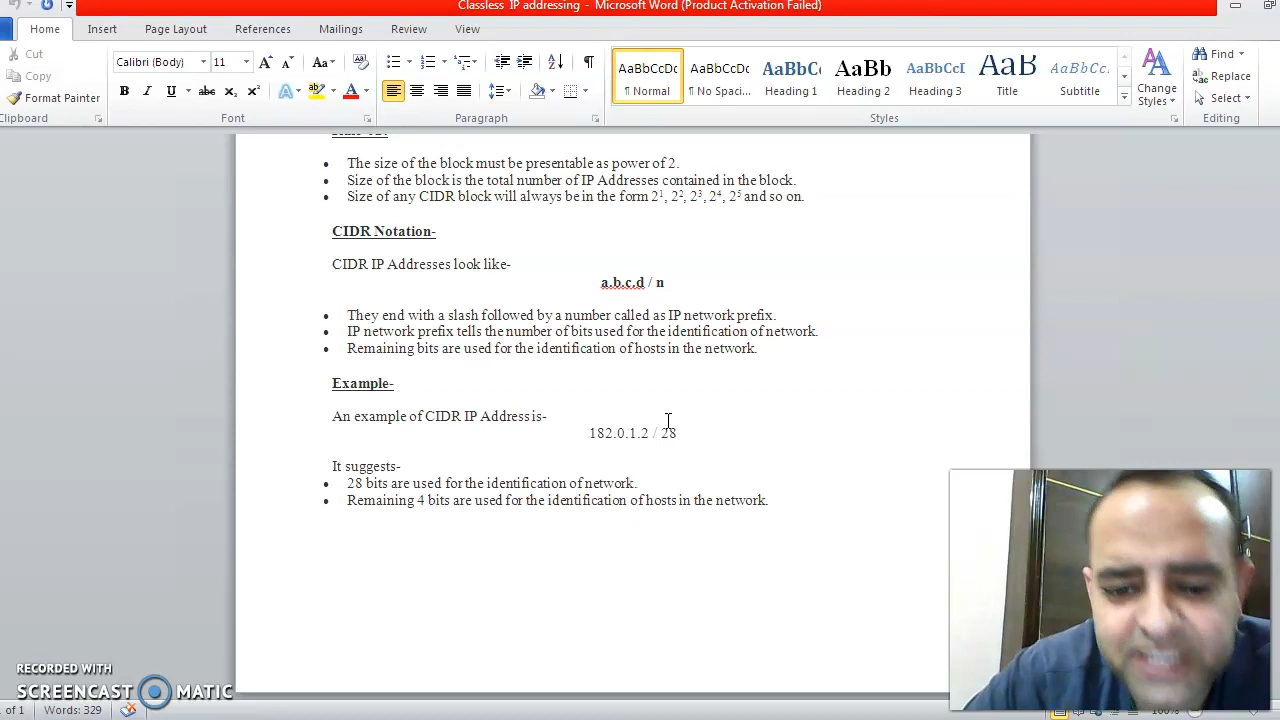 Classless IP addressing - Microsoft Word (Product Activation Failed)
Home Insert Page Layout References Mailings Review View
Cut
Copy
Format Painter
Clipboard
Calibri (Body) 11
Font
Paragraph
AaBbCcDc AaBbCcDc AaBbCc AaBb AaBbCcI AaB AaBbCc.
¶ Normal ¶ No Spaci... Heading 1 Heading 2 Heading 3 Title Subtitle
Change Styles
Styles
Find
Replace
Select
Editing
• The size of the block must be presentable as power of 2.
• Size of the block is the total number of IP Addresses contained in the block.
• Size of any CIDR block will always be in the form 2¹, 2², 2³, 2⁴, 2⁵ and so on.
CIDR Notation-
CIDR IP Addresses look like-
a.b.c.d / n
• They end with a slash followed by a number called as IP network prefix.
• IP network prefix tells the number of bits used for the identification of network.
• Remaining bits are used for the identification of hosts in the network.
Example-
An example of CIDR IP Address is-
182.0.1.2 / 28
It suggests-
• 28 bits are used for the identification of network.
• Remaining 4 bits are used for the identification of hosts in the network.
RECORDED WITH
SCREENCAST MATIC
of 1 Words: 329